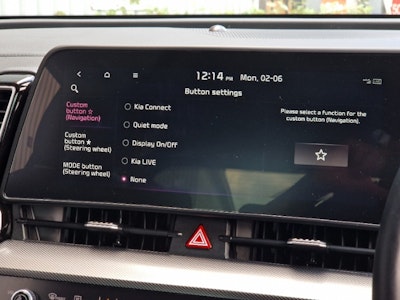 12:14 PM Mon, 02-06
Button settings
Custom
button ☆
(Navigation)
Custom
button ★
(Steering wheel)
MODE button
(Steering wheel)
Kia Connect
Quiet mode
Display On/Off
Kia LIVE
None
Please select a function for the
custom button (Navigation).